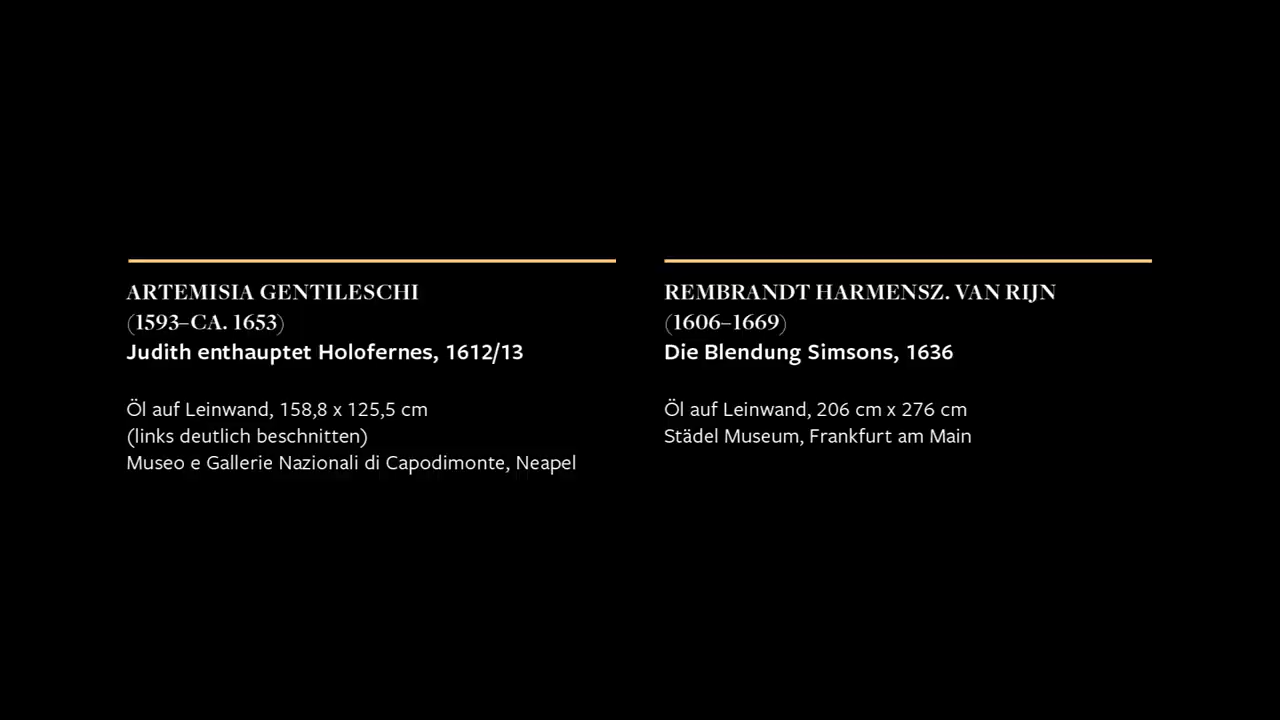 ARTEMISIA GENTILESCHI
(1593–CA. 1653)
Judith enthauptet Holofernes, 1612/13
Öl auf Leinwand, 158,8 x 125,5 cm
(links deutlich beschnitten)
Museo e Gallerie Nazionali di Capodimonte, Neapel
REMBRANDT HARMENSZ. VAN RIJN
(1606–1669)
Die Blendung Simsons, 1636
Öl auf Leinwand, 206 cm x 276 cm
Städel Museum, Frankfurt am Main